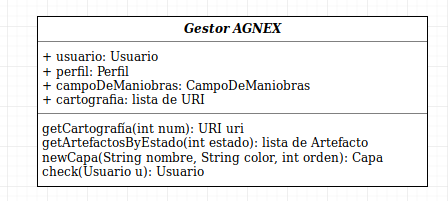 Gestor AGNEX
+ usuario: Usuario
+ perfil: Perfil
+ campoDeManiobras: CampoDeManiobras
+ cartografia: lista de URI
getCartografía(int num): URI uri
getArtefactosByEstado(int estado): lista de Artefacto
newCapa(String nombre, String color, int orden): Capa
check(Usuario u): Usuario